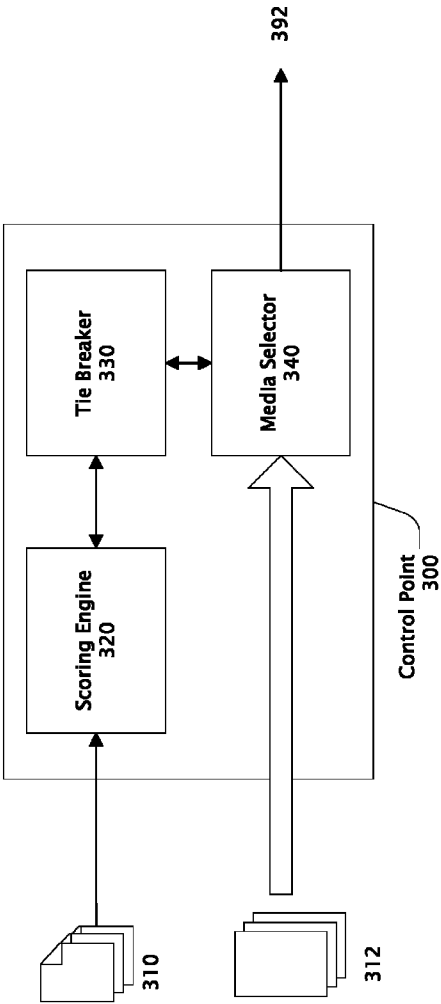 310
312
Scoring Engine
320
Tie Breaker
330
Media Selector
340
392
Control Point
300